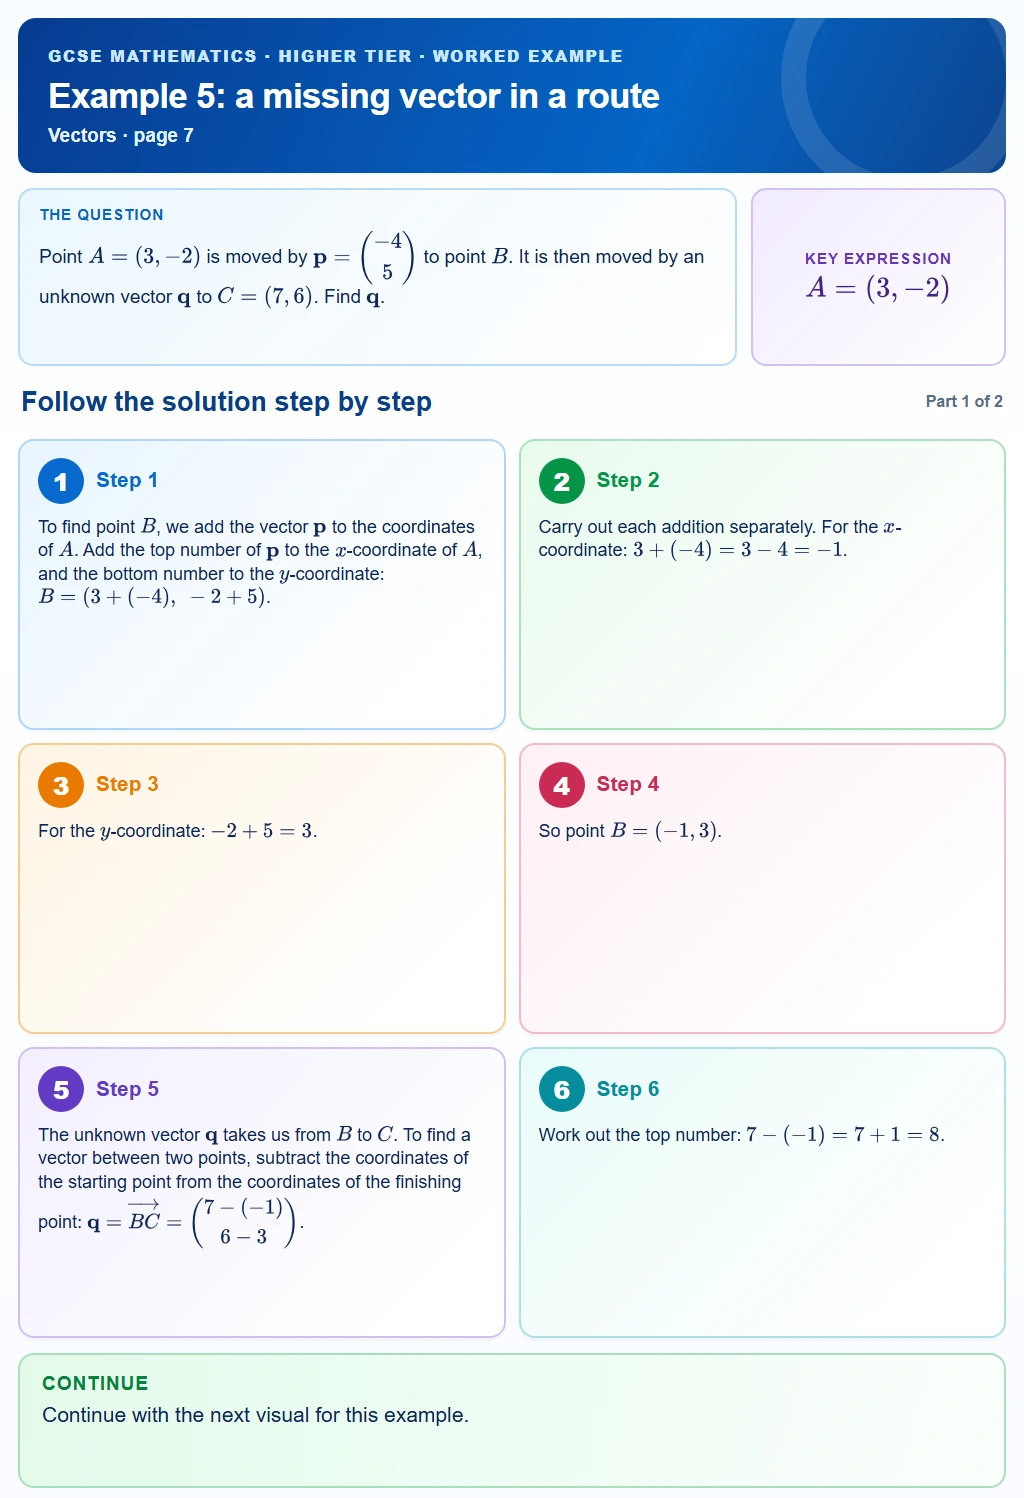 GCSE MATHEMATICS · HIGHER TIER · WORKED EXAMPLE
Example 5: a missing vector in a route
Vectors · page 7
THE QUESTION
Point A = (3, −2) is moved by p = (−4 5) to point B. It is then moved by an
unknown vector q to C = (7, 6). Find q.
KEY EXPRESSION
A = (3, −2)
Follow the solution step by step
Part 1 of 2
1 Step 1
To find point B, we add the vector p to the coordinates
of A. Add the top number of p to the x-coordinate of A,
and the bottom number to the y-coordinate:
B = (3 + (−4), − 2 + 5).
2 Step 2
Carry out each addition separately. For the x-
coordinate: 3 + (−4) = 3 − 4 = −1.
3 Step 3
For the y-coordinate: −2 + 5 = 3.
4 Step 4
So point B = (−1, 3).
5 Step 5
The unknown vector q takes us from B to C. To find a
vector between two points, subtract the coordinates of
the starting point from the coordinates of the finishing
point: q = BC→ = (7 − (−1) 6 − 3).
6 Step 6
Work out the top number: 7 − (−1) = 7 + 1 = 8.
CONTINUE
Continue with the next visual for this example.